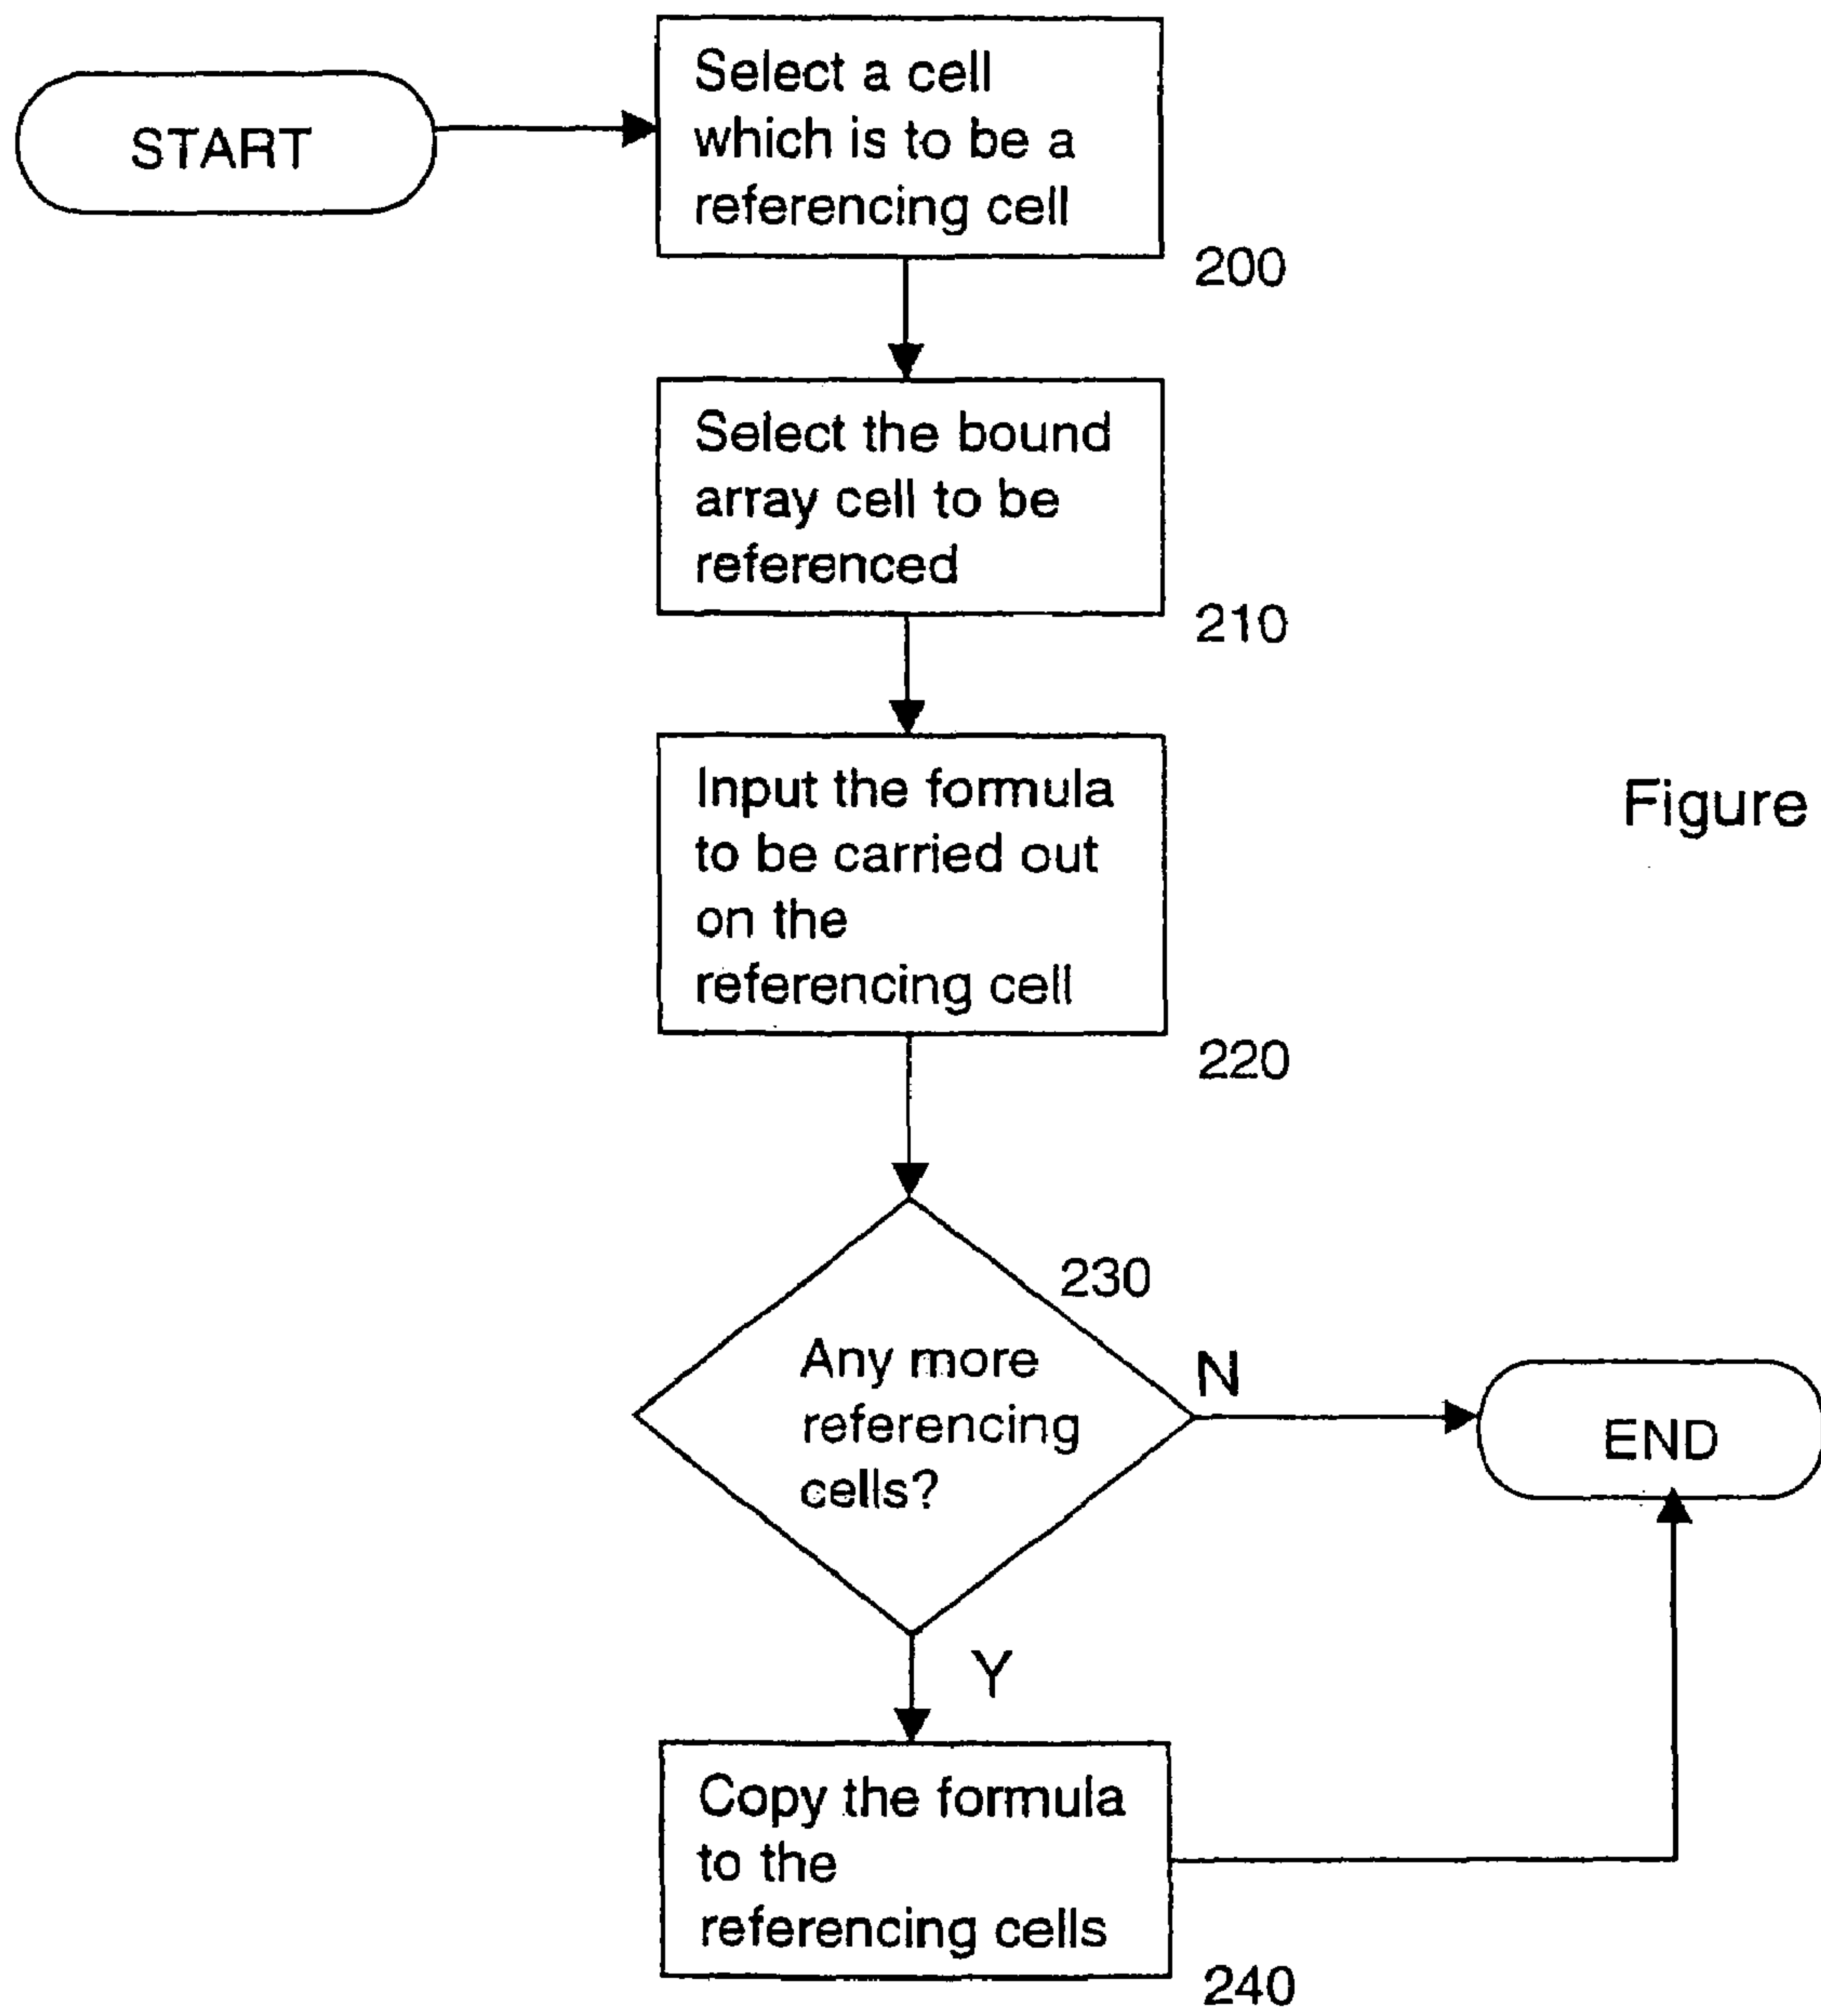 START
Select a cell
which is to be a
referencing cell
200
Select the bound
array cell to be
referenced
210
Input the formula
to be carried out
on the
referencing cell
220
Figure
230
Any more
referencing
cells?
N
END
Y
Copy the formula
to the
referencing cells
240